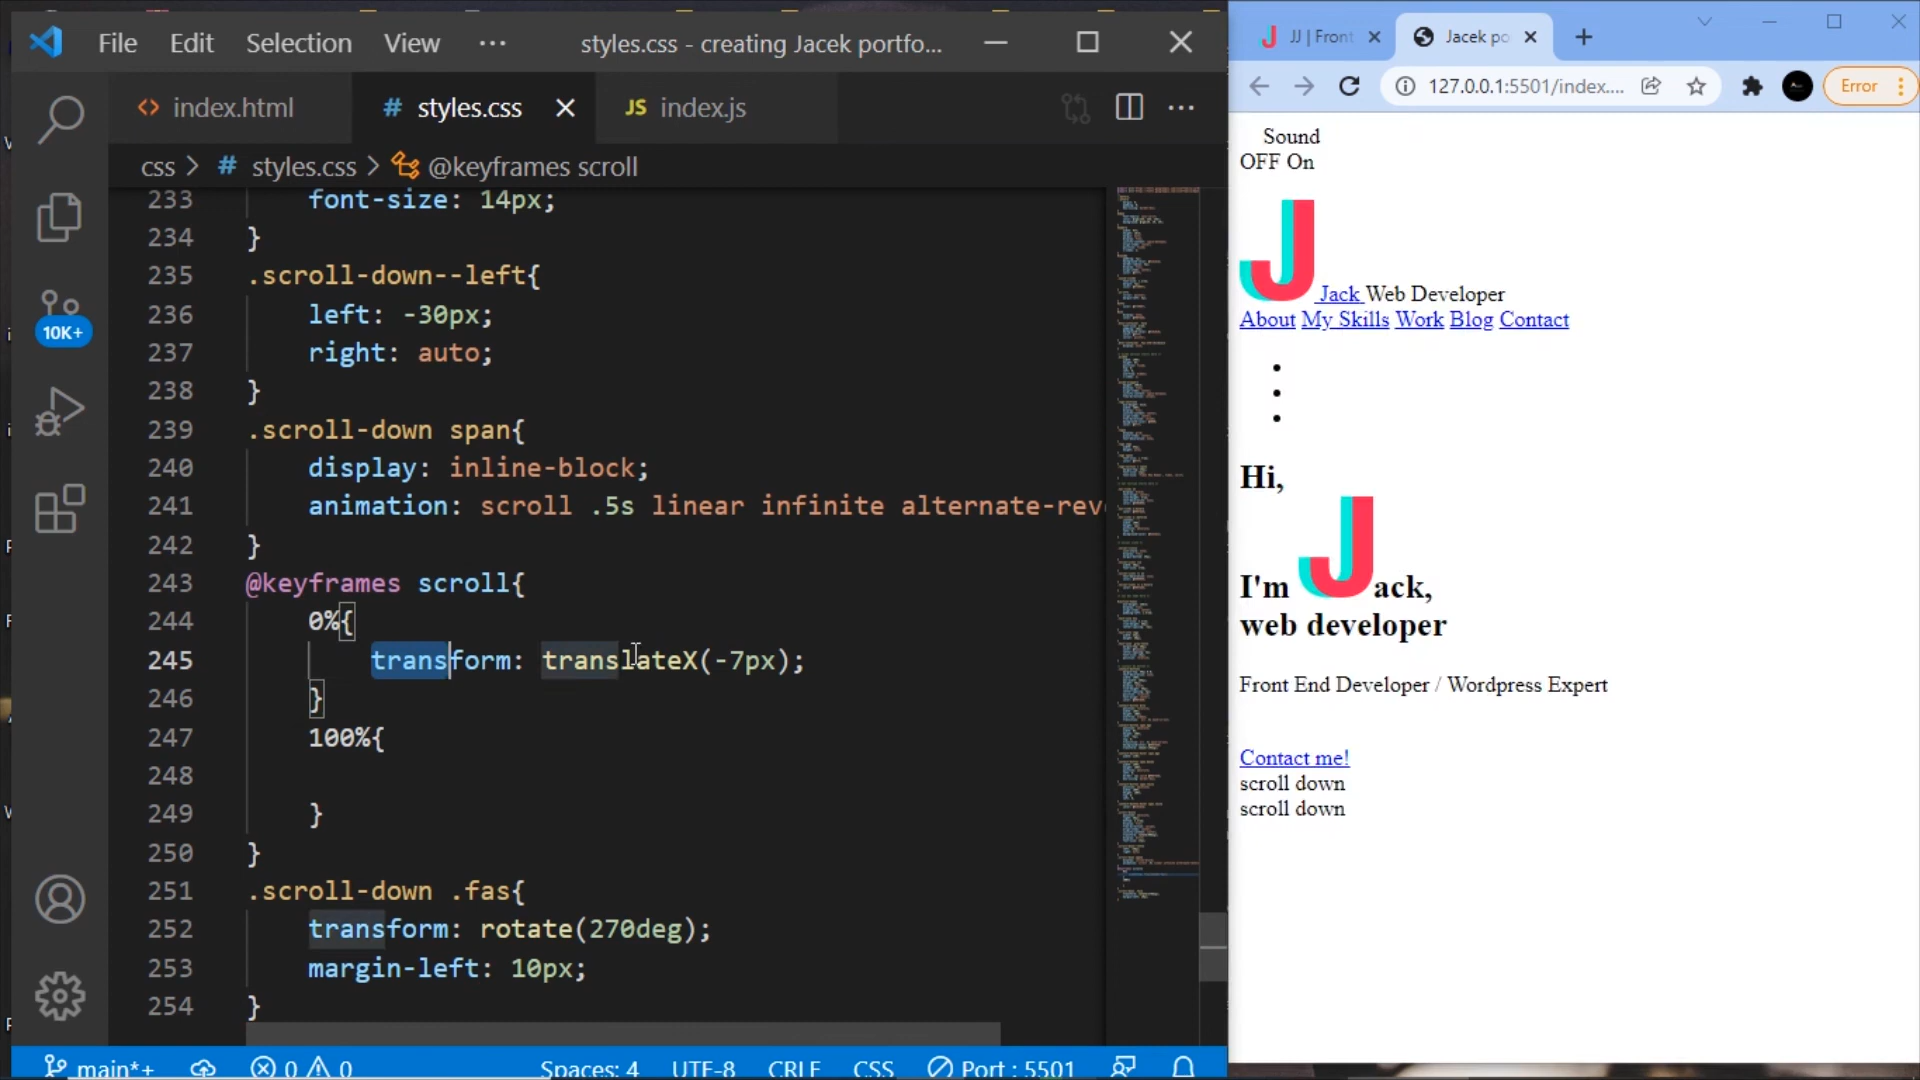 File Edit Selection View ··· styles.css - creating Jacek portfo...
index.html # styles.css JS index.js
css > # styles.css > @keyframes scroll
233 font-size: 14px;
234 }
235 .scroll-down--left{
236 left: -30px;
237 right: auto;
238 }
239 .scroll-down span{
240 display: inline-block;
241 animation: scroll .5s linear infinite alternate-rev
242 }
243 @keyframes scroll{
244 0%{
245 transform: translateX(-7px);
246 }
247 100%{
248
249 }
250 }
251 .scroll-down .fas{
252 transform: rotate(270deg);
253 margin-left: 10px;
254 }
10K+
main*+ 0 0 Spaces: 4 UTF-8 CRLF CSS Port : 5501
JJ | Front Jacek po
127.0.0.1:5501/index.... Error
Sound
OFF On
Jack Web Developer
About My Skills Work Blog Contact
Hi,
I'm Jack,
web developer
Front End Developer / Wordpress Expert
Contact me!
scroll down
scroll down